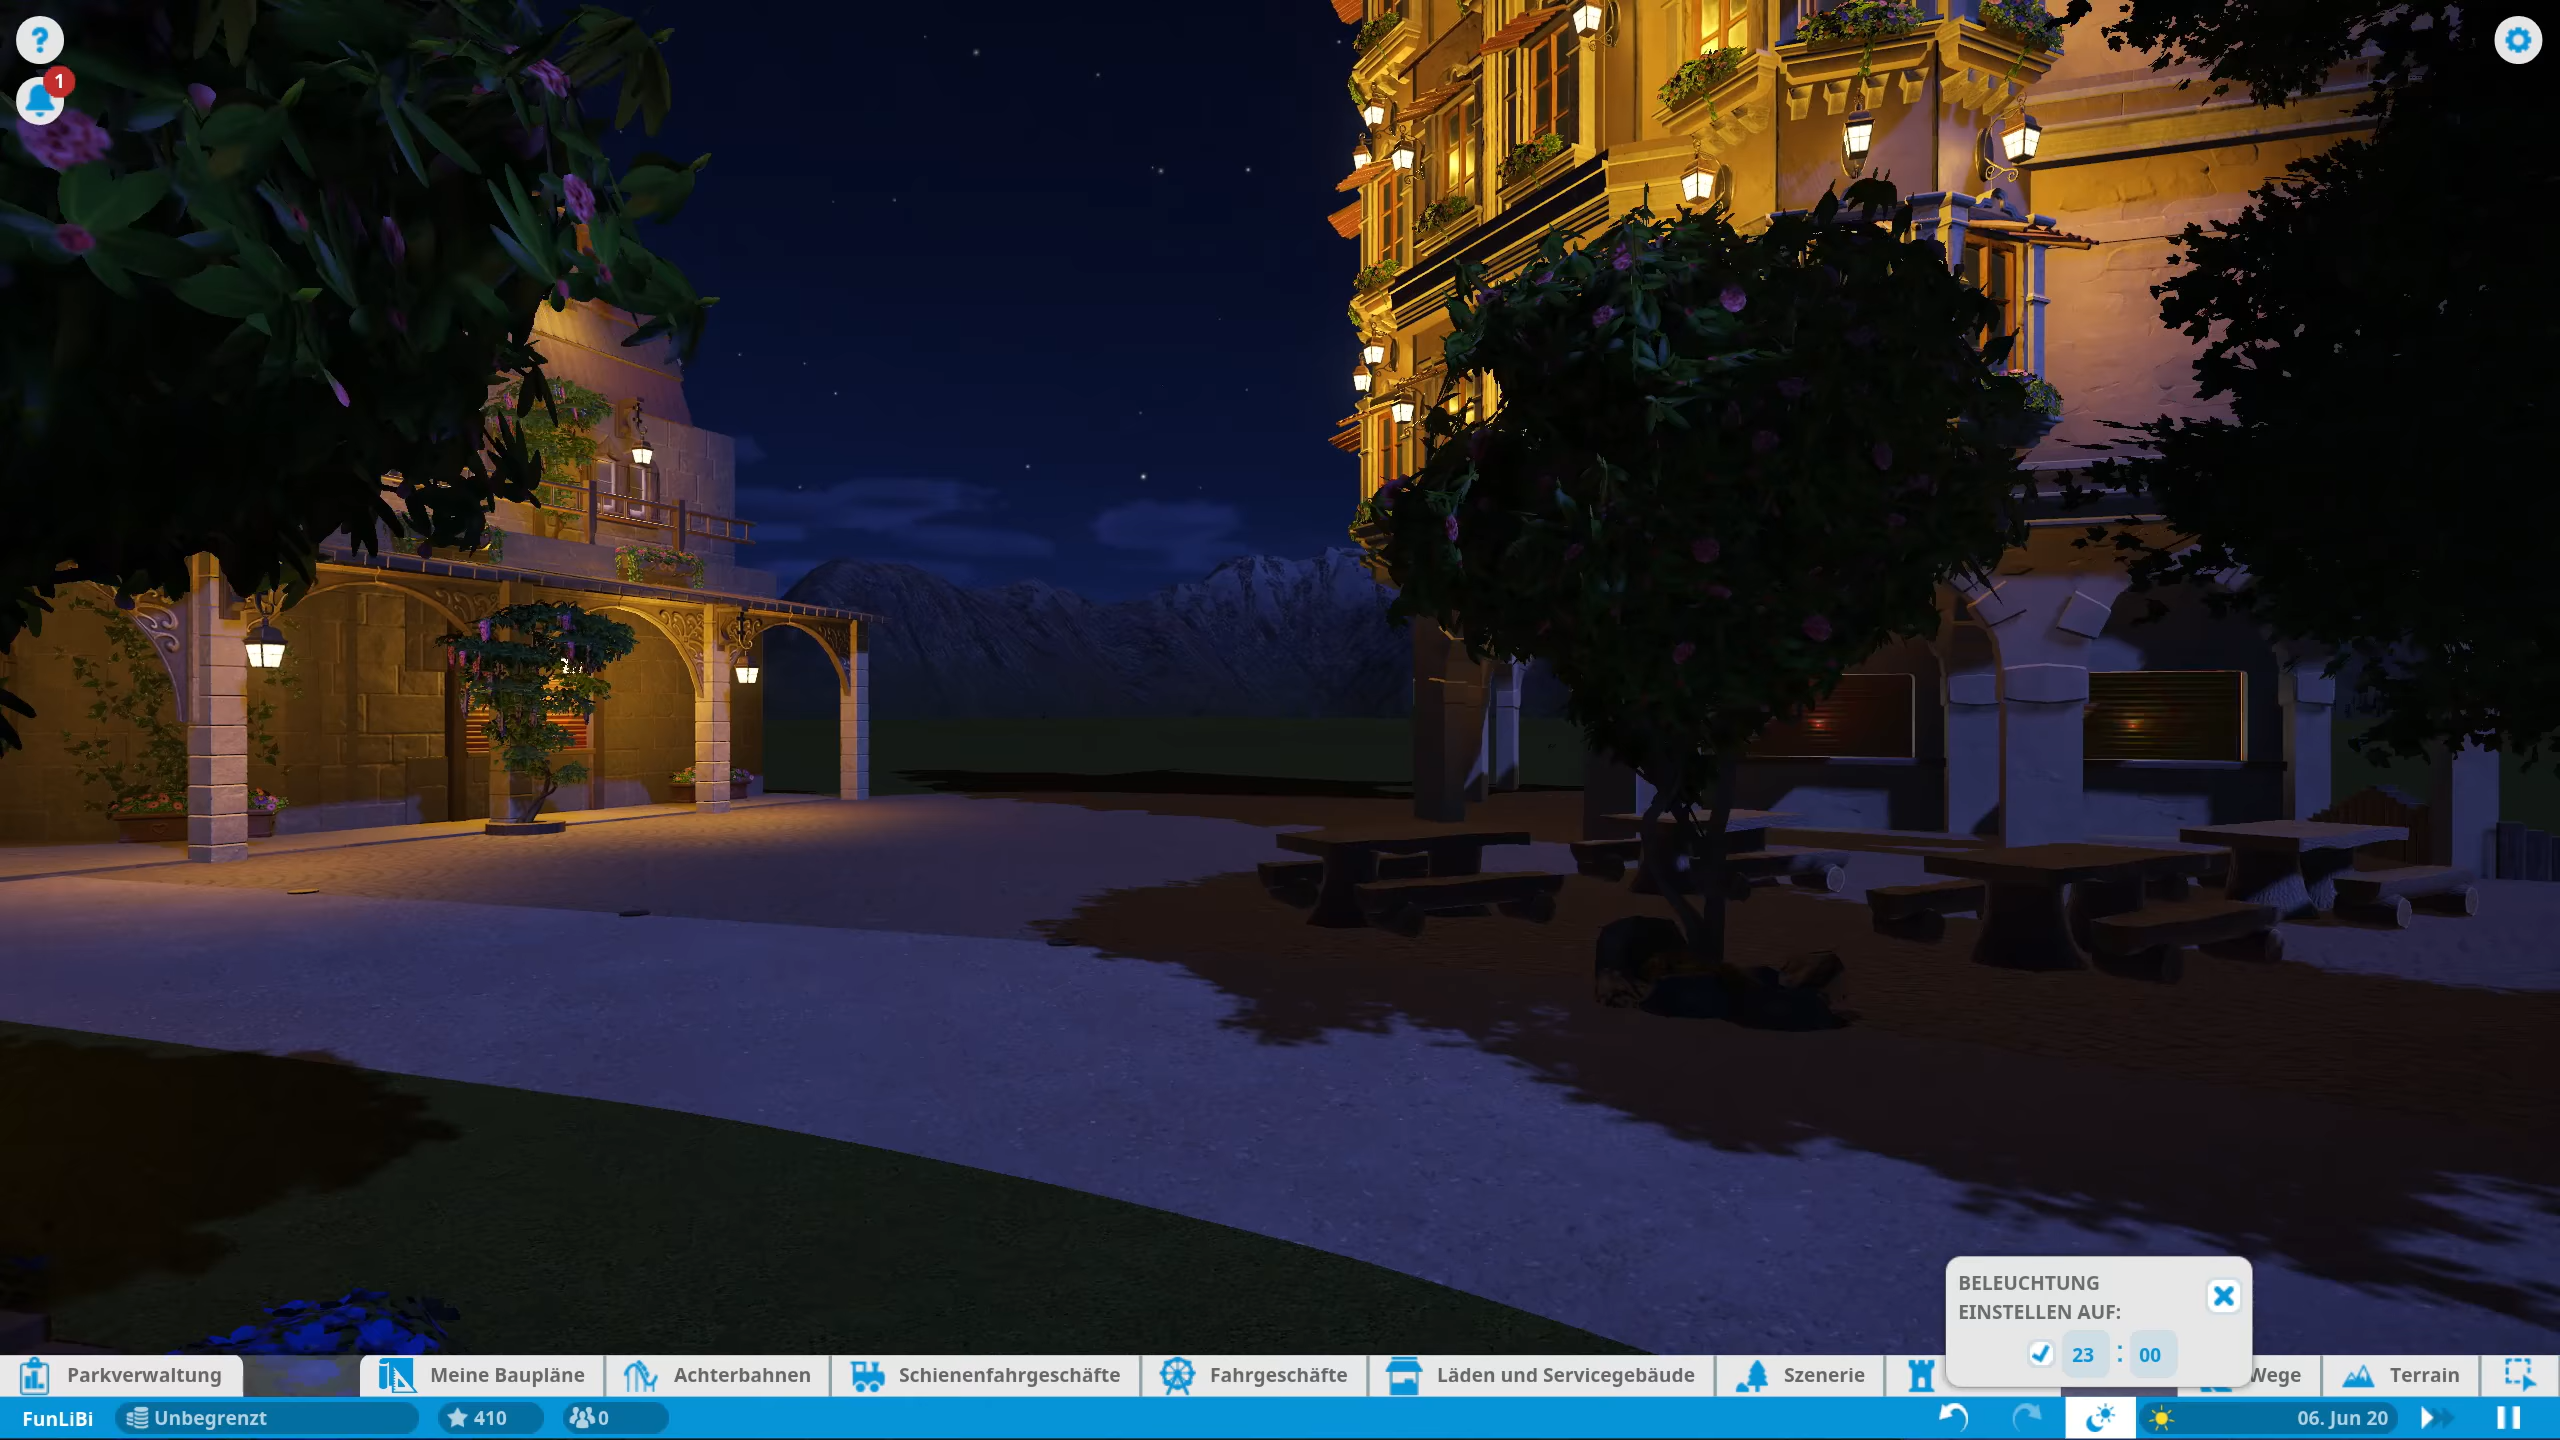 ?
1
BELEUCHTUNG
EINSTELLEN AUF:
23 : 00
Parkverwaltung
Meine Baupläne
Achterbahnen
Schienenfahrgeschäfte
Fahrgeschäfte
Läden und Servicegebäude
Szenerie
Wege
Terrain
FunLiBi
Unbegrenzt
410
0
06. Jun 20